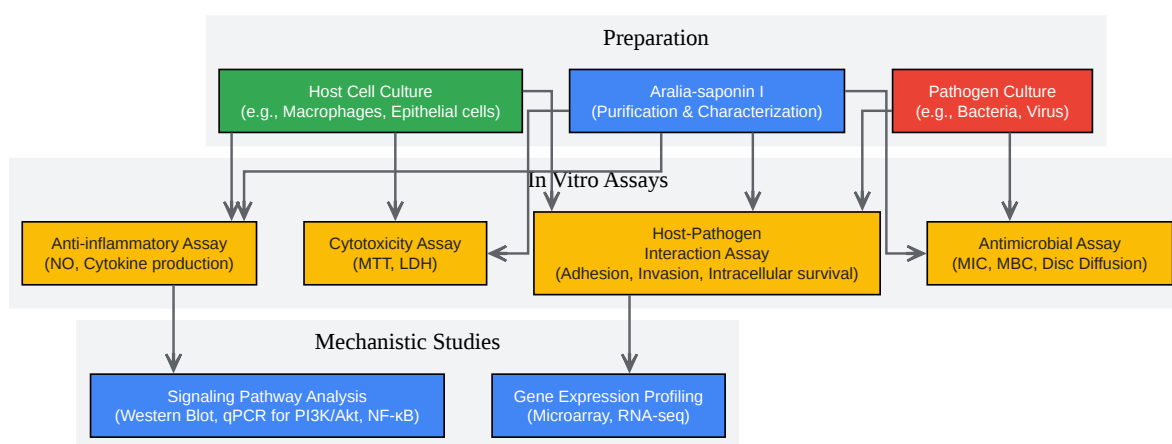 Preparation
Host Cell Culture
(e.g., Macrophages, Epithelial cells)
Aralia-saponin I
(Purification & Characterization)
Pathogen Culture
(e.g., Bacteria, Virus)
In Vitro Assays
Anti-inflammatory Assay
(NO, Cytokine production)
Cytotoxicity Assay
(MTT, LDH)
Host-Pathogen
Interaction Assay
(Adhesion, Invasion, Intracellular survival)
Antimicrobial Assay
(MIC, MBC, Disc Diffusion)
Mechanistic Studies
Signaling Pathway Analysis
(Western Blot, qPCR for PI3K/Akt, NF-κB)
Gene Expression Profiling
(Microarray, RNA-seq)